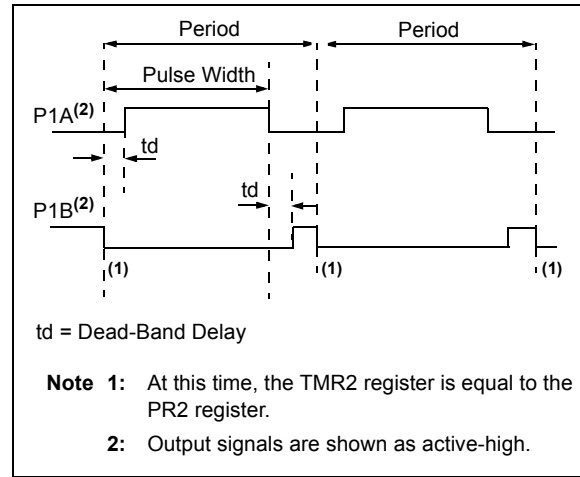 Period Period
Pulse Width
P1A(2)
td
td
P1B(2)
(1) (1) (1)
td = Dead-Band Delay
Note 1: At this time, the TMR2 register is equal to the
PR2 register.
2: Output signals are shown as active-high.